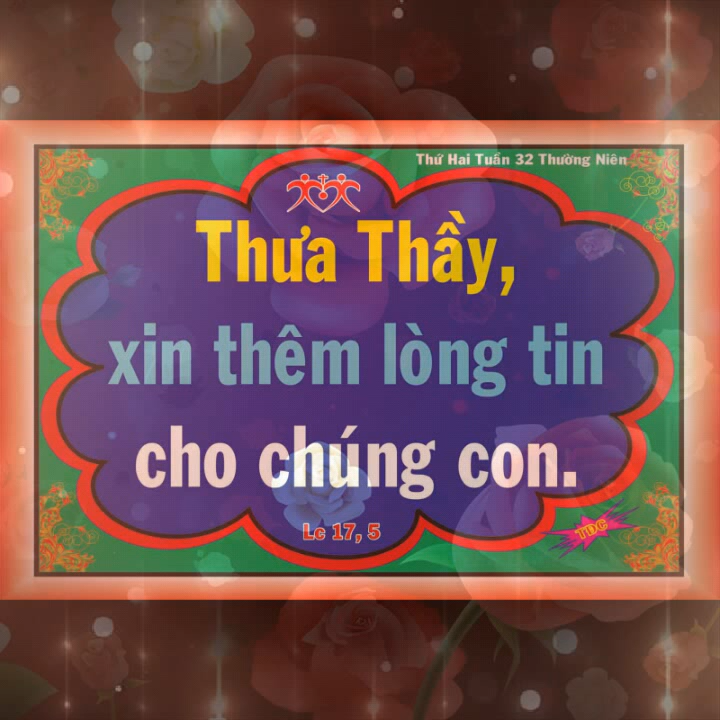 Thứ Hai Tuần 32 Thường Niên
Thưa Thầy,
xin thêm lòng tin
cho chúng con.
Lc 17, 5
TDC